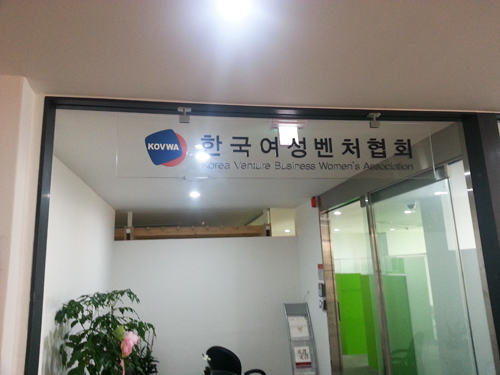 KOVWA
한국여성벤처협회
Korea Venture Business Women's Association